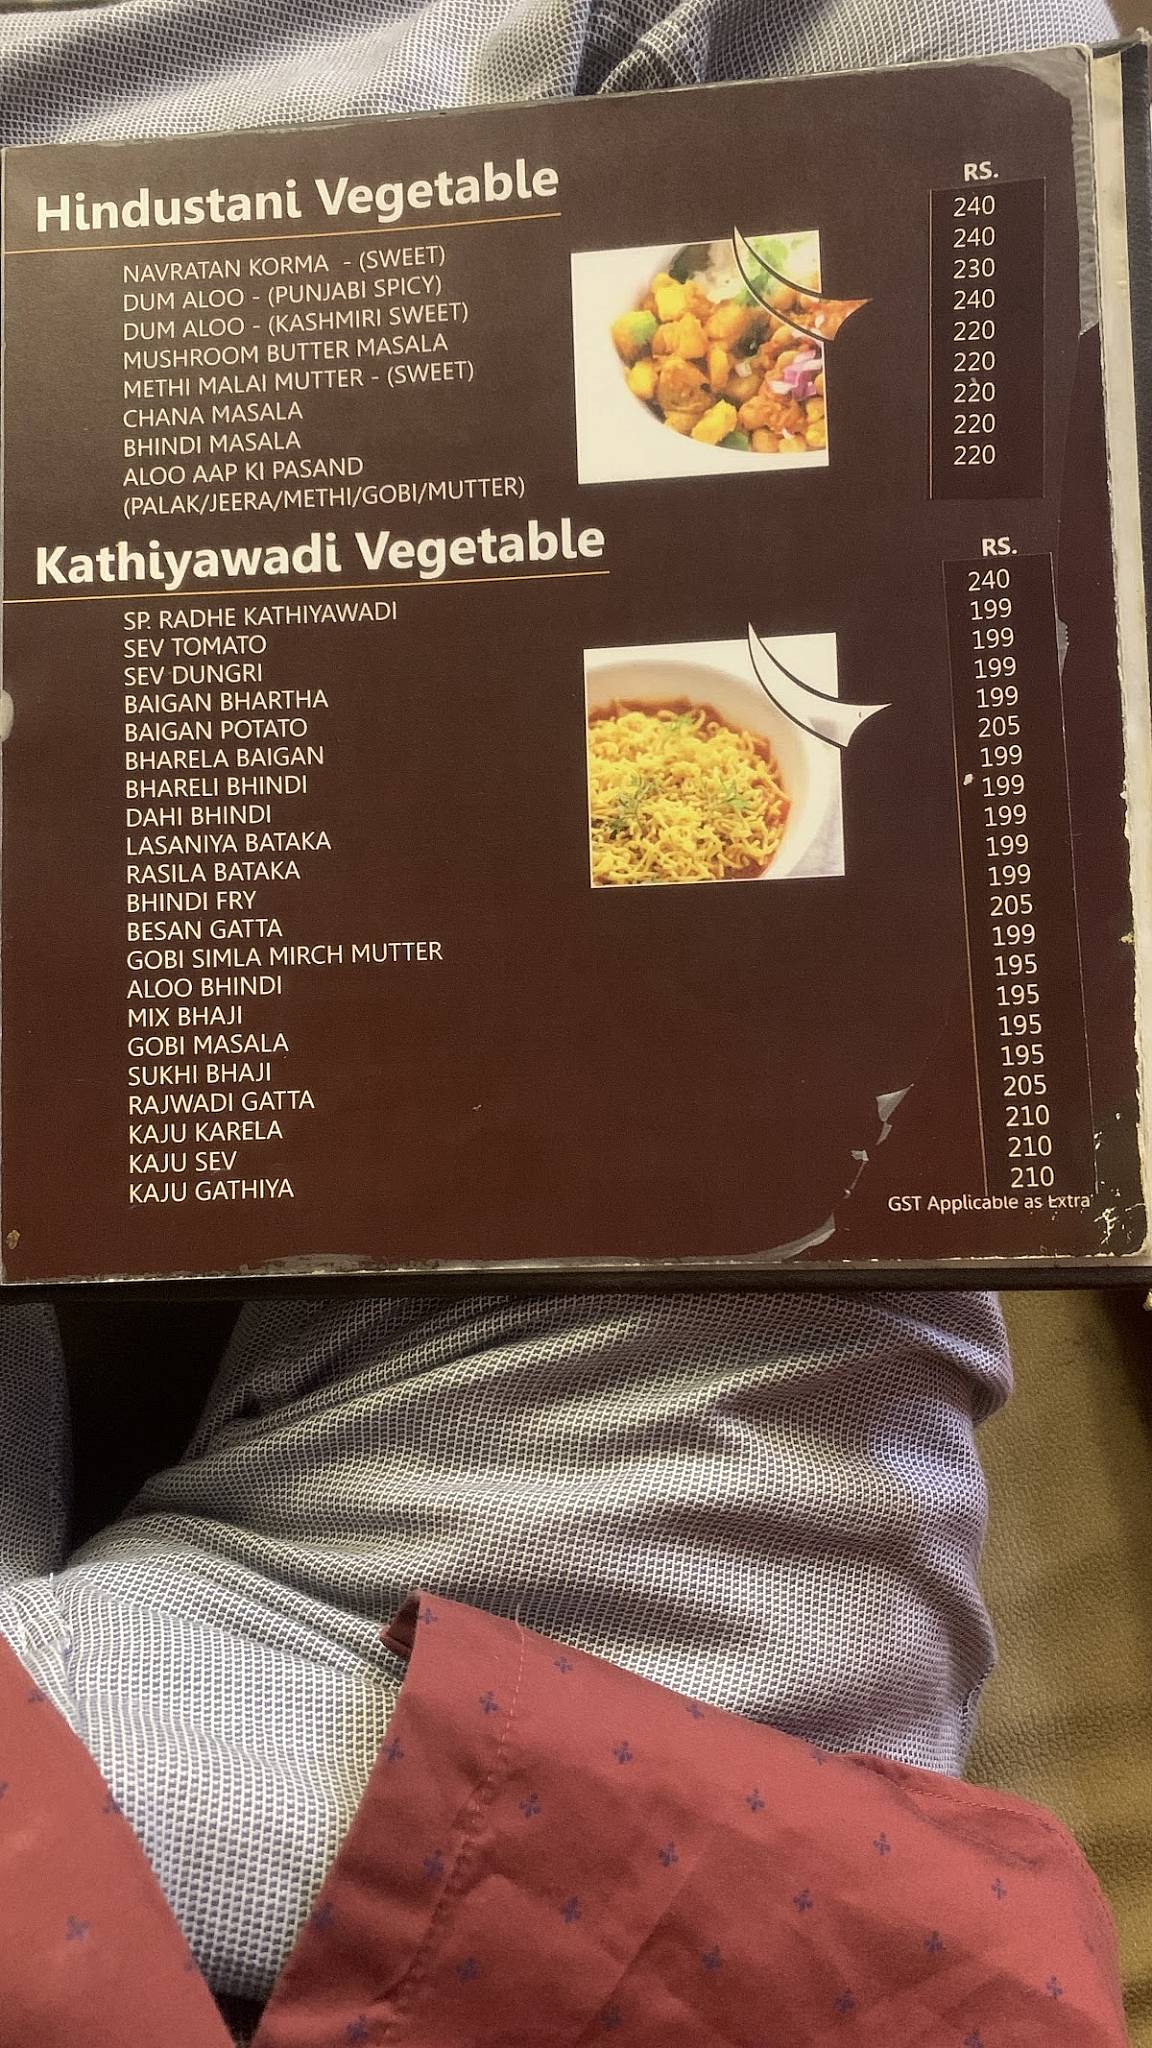 Hindustani Vegetable
RS.
NAVRATAN KORMA - (SWEET)
DUM ALOO - (PUNJABI SPICY)
DUM ALOO - (KASHMIRI SWEET)
MUSHROOM BUTTER MASALA
METHI MALAI MUTTER - (SWEET)
CHANA MASALA
BHINDI MASALA
ALOO AAP KI PASAND
(PALAK/JEERA/METHI/GOBI/MUTTER)
240
240
230
240
220
220
220
220
220
Kathiyawadi Vegetable
RS.
SP. RADHE KATHIYAWADI
SEV TOMATO
SEV DUNGRI
BAIGAN BHARTHA
BAIGAN POTATO
BHARELA BAIGAN
BHARELI BHINDI
DAHI BHINDI
LASANIYA BATAKA
RASILA BATAKA
BHINDI FRY
BESAN GATTA
GOBI SIMLA MIRCH MUTTER
ALOO BHINDI
MIX BHAJI
GOBI MASALA
SUKHI BHAJI
RAJWADI GATTA
KAJU KARELA
KAJU SEV
KAJU GATHIYA
240
199
199
199
199
205
199
199
199
199
199
205
199
195
195
195
195
205
210
210
210
GST Applicable as Extra